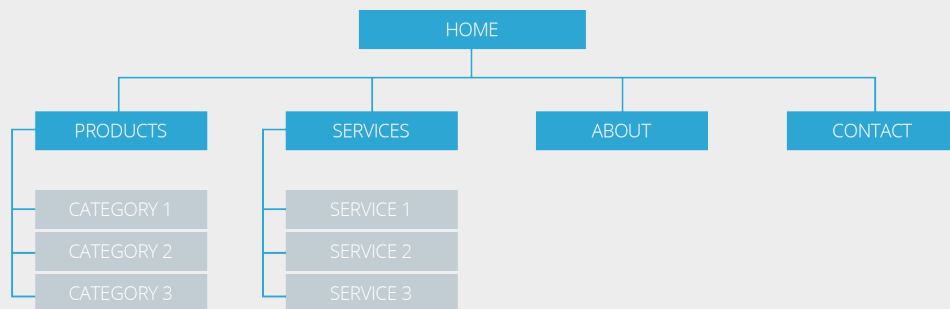 HOME
PRODUCTS SERVICES ABOUT CONTACT
CATEGORY 1 SERVICE 1
CATEGORY 2 SERVICE 2
CATEGORY 3 SERVICE 3